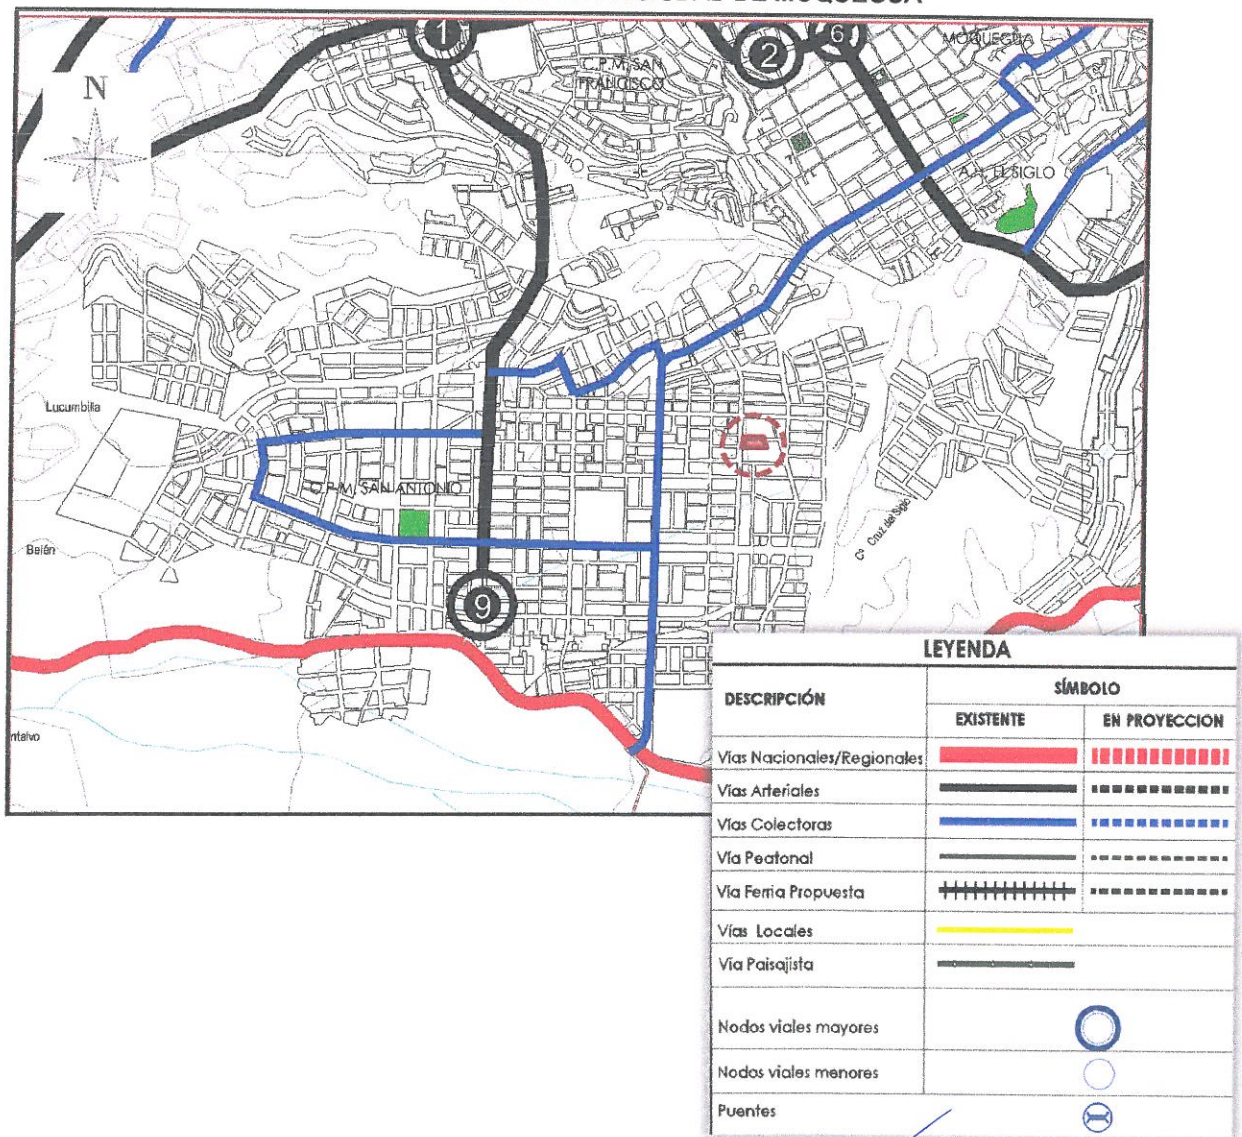 MOQUEGUA
1
2
6
MOQUEGUA
C.P.M. SAN
FRANCISCO
N
A.H. EL SIGLO
Lucumbilla
C.P.M. SAN ANTONIO
Belén
Cº Cruz del Siglo
9
ntalvo
LEYENDA
DESCRIPCIÓN
SÍMBOLO
EXISTENTE
EN PROYECCION
Vías Nacionales/Regionales
Vías Arteriales
Vías Colectoras
Vía Peatonal
Vía Ferria Propuesta
Vías Locales
Vía Paisajista
Nodos viales mayores
Nodos viales menores
Puentes